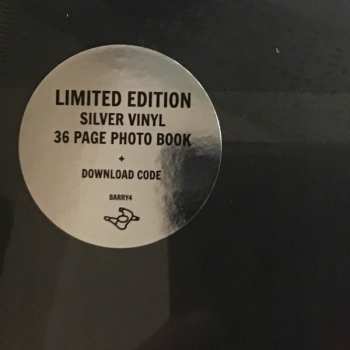 LIMITED EDITION
SILVER VINYL
36 PAGE PHOTO BOOK
+
DOWNLOAD CODE
BARRY4